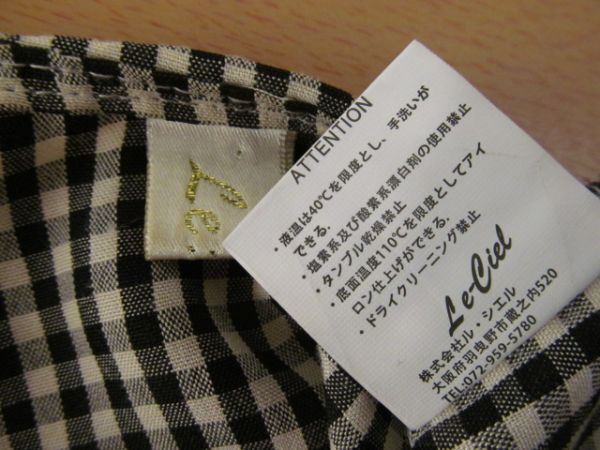 ATTENTION
・液温は40℃を限度とし、手洗いが
できる.
・塩素系及び酸素系漂白剤の使用禁止
・タンブル乾燥禁止
・底面温度110℃を限度としてアイ
ロン仕上げができる.
・ドライクリーニング禁止
Le-Ciel
株式会社ル・シエル
大阪府羽曳野市蔵之内520
TEL:072-959-5780